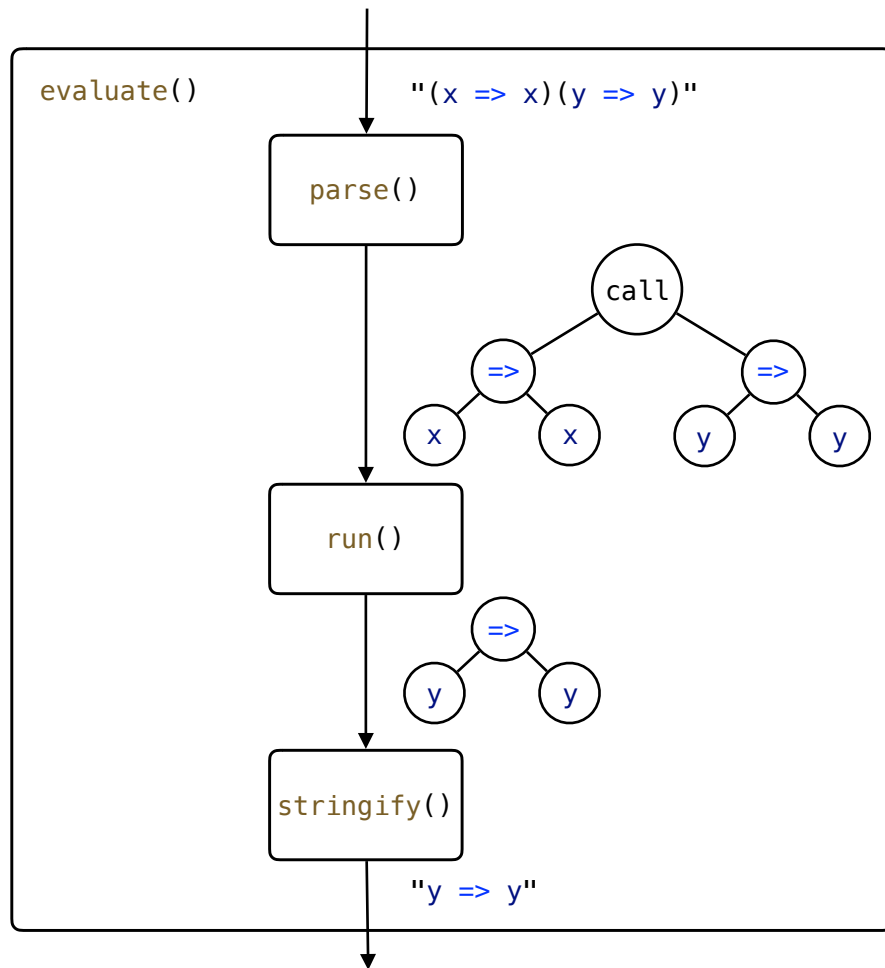 evaluate()
"(x => x)(y => y)"
parse()
call
=> =>
x x y y
run()
=>
y y
stringify()
"y => y"